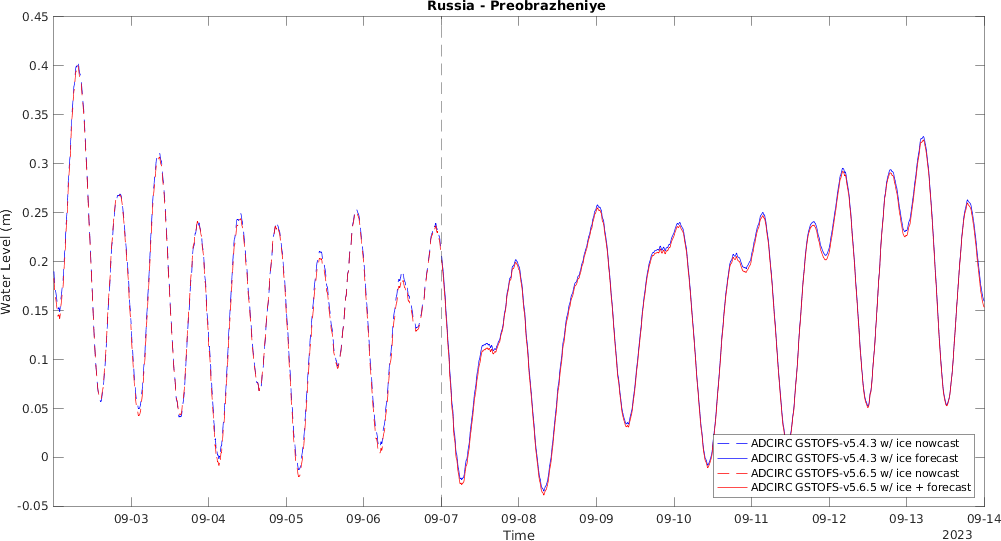 Russia - Preobrazheniye
0.45
0.4
0.35
0.3
0.25
0.2
0.15
0.1
0.05
0
-0.05
Water Level (m)
ADCIRC GSTOFS-v5.4.3 w/ ice nowcast
ADCIRC GSTOFS-v5.4.3 w/ ice forecast
ADCIRC GSTOFS-v5.6.5 w/ ice nowcast
ADCIRC GSTOFS-v5.6.5 w/ ice + forecast
09-03 09-04 09-05 09-06 09-07 09-08 09-09 09-10 09-11 09-12 09-13 09-14
Time
2023